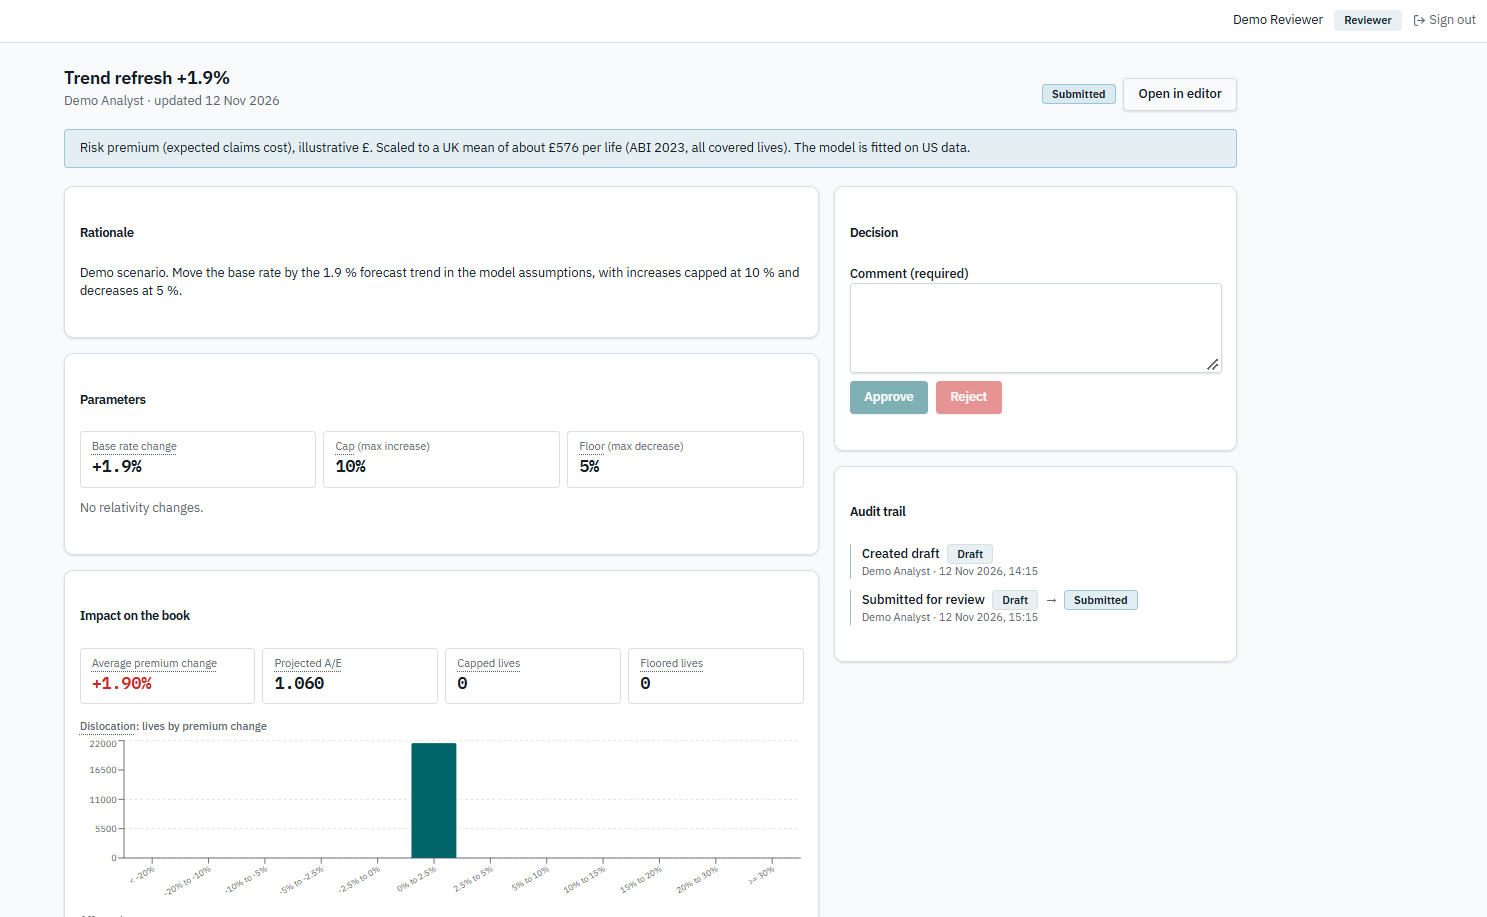 Demo Reviewer Reviewer Sign out
Trend refresh +1.9%
Demo Analyst · updated 12 Nov 2026
Submitted Open in editor
Risk premium (expected claims cost), illustrative £. Scaled to a UK mean of about £576 per life (ABI 2023, all covered lives). The model is fitted on US data.
Rationale
Demo scenario. Move the base rate by the 1.9 % forecast trend in the model assumptions, with increases capped at 10 % and
decreases at 5 %.
Parameters
Base rate change
+1.9%
Cap (max increase)
10%
Floor (max decrease)
5%
No relativity changes.
Impact on the book
Average premium change
+1.90%
Projected A/E
1.060
Capped lives
0
Floored lives
0
Dislocation: lives by premium change
22000
16500
11000
5500
0
< -20%
-20% to -10%
-10% to -5%
-5% to -2.5%
-2.5% to 0%
0% to 2.5%
2.5% to 5%
5% to 10%
10% to 15%
15% to 20%
20% to 30%
>= 30%
Decision
Comment (required)
Approve Reject
Audit trail
Created draft Draft
Demo Analyst · 12 Nov 2026, 14:15
Submitted for review Draft → Submitted
Demo Analyst · 12 Nov 2026, 15:15